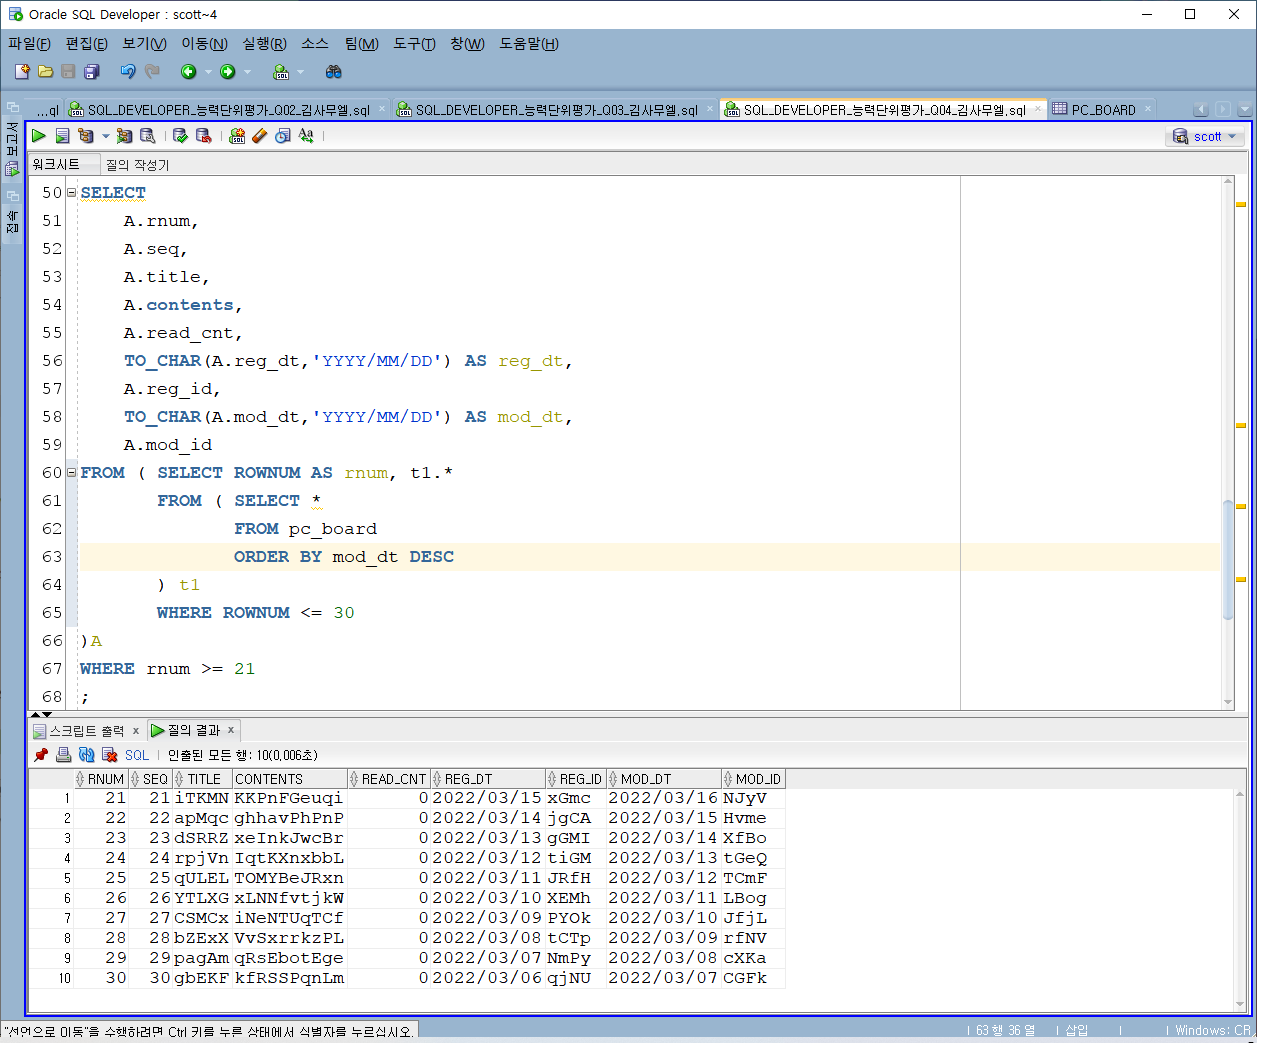 Oracle SQL Developer : scott~4
파일(F) 편집(E) 보기(V) 이동(N) 실행(R) 소스 팀(M) 도구(T) 창(W) 도움말(H)
...ql SQL_DEVELOPER_능력단위평가_Q02_김사무엘.sql SQL_DEVELOPER_능력단위평가_Q03_김사무엘.sql SQL_DEVELOPER_능력단위평가_Q04_김사무엘.sql PC_BOARD
보고서
접속
scott
워크시트 질의 작성기
50 SELECT
51 A.rnum,
52 A.seq,
53 A.title,
54 A.contents,
55 A.read_cnt,
56 TO_CHAR(A.reg_dt,'YYYY/MM/DD') AS reg_dt,
57 A.reg_id,
58 TO_CHAR(A.mod_dt,'YYYY/MM/DD') AS mod_dt,
59 A.mod_id
60 FROM ( SELECT ROWNUM AS rnum, t1.*
61 FROM ( SELECT *
62 FROM pc_board
63 ORDER BY mod_dt DESC
64 ) t1
65 WHERE ROWNUM <= 30
66 )A
67 WHERE rnum >= 21
68 ;
스크립트 출력 x 질의 결과 x
SQL | 인출된 모든 행: 10(0,006초)
RNUM SEQ TITLE CONTENTS READ_CNT REG_DT REG_ID MOD_DT MOD_ID
1 21 21 iTKMN KKPnFGeuqi 0 2022/03/15 xGmc 2022/03/16 NJyV
2 22 22 apMqc ghhavPhPnP 0 2022/03/14 jgCA 2022/03/15 Hvme
3 23 23 dSRRZ xeInkJwcBr 0 2022/03/13 gGMI 2022/03/14 XfBo
4 24 24 rpjVn IqtKXnxbbL 0 2022/03/12 tiGM 2022/03/13 tGeQ
5 25 25 qULEL TOMYBeJRxn 0 2022/03/11 JRfH 2022/03/12 TCmF
6 26 26 YTLXG xLNNfvtjkW 0 2022/03/10 XEMh 2022/03/11 LBog
7 27 27 CSMCx iNeNTUqTCf 0 2022/03/09 PYOk 2022/03/10 JfjL
8 28 28 bZExX VvSxrrkzPL 0 2022/03/08 tCTp 2022/03/09 rfNV
9 29 29 pagAm qRsEbotEge 0 2022/03/07 NmPy 2022/03/08 cXKa
10 30 30 gbEKF kfRSSPqnLm 0 2022/03/06 qjNU 2022/03/07 CGFk
"선언으로 이동"을 수행하려면 Ctrl 키를 누른 상태에서 식별자를 누르십시오. | 63 행 36 열 | 삽입 | | Windows: CR